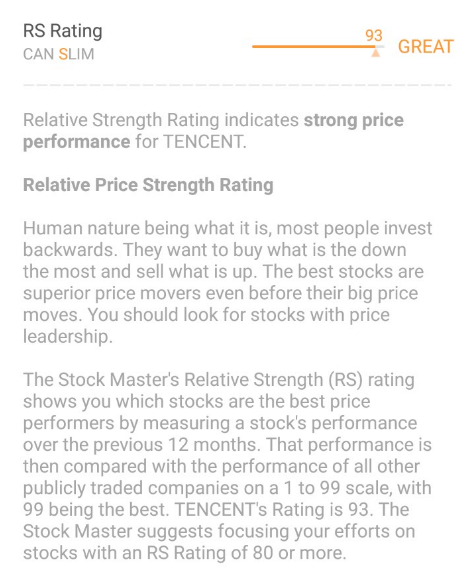 RS Rating
93
GREAT
CAN SLIM
Relative Strength Rating indicates strong price
performance for TENCENT.
Relative Price Strength Rating
Human nature being what it is, most people invest
backwards. They want to buy what is the down
the most and sell what is up. The best stocks are
superior price movers even before their big price
moves. You should look for stocks with price
leadership.
The Stock Master's Relative Strength (RS) rating
shows you which stocks are the best price
performers by measuring a stock's performance
over the previous 12 months. That performance is
then compared with the performance of all other
publicly traded companies on a 1 to 99 scale, with
99 being the best. TENCENT's Rating is 93. The
Stock Master suggests focusing your efforts on
stocks with an RS Rating of 80 or more.